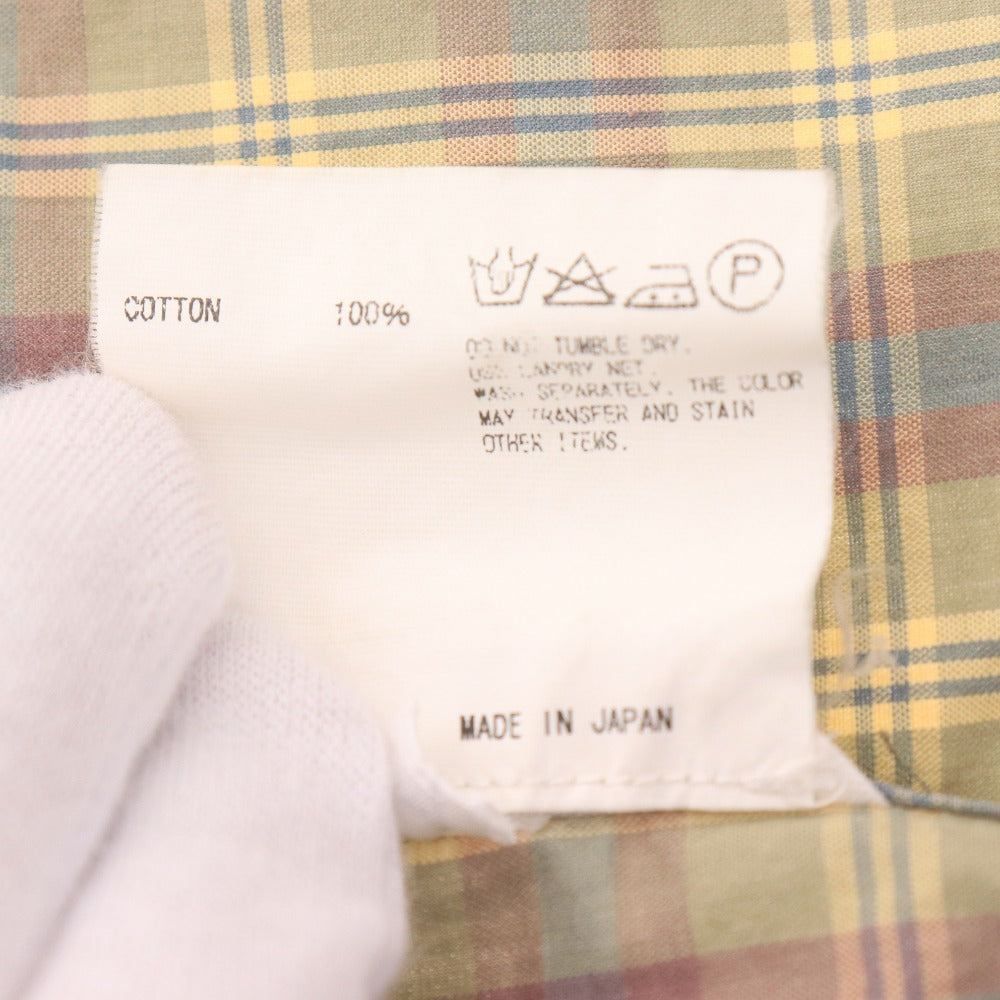 COTTON 100%
P
DO NOT TUMBLE DRY.
USE LANDRY NET.
WASH SEPARATELY. THE COLOR
MAY TRANSFER AND STAIN
OTHER ITEMS.
MADE IN JAPAN